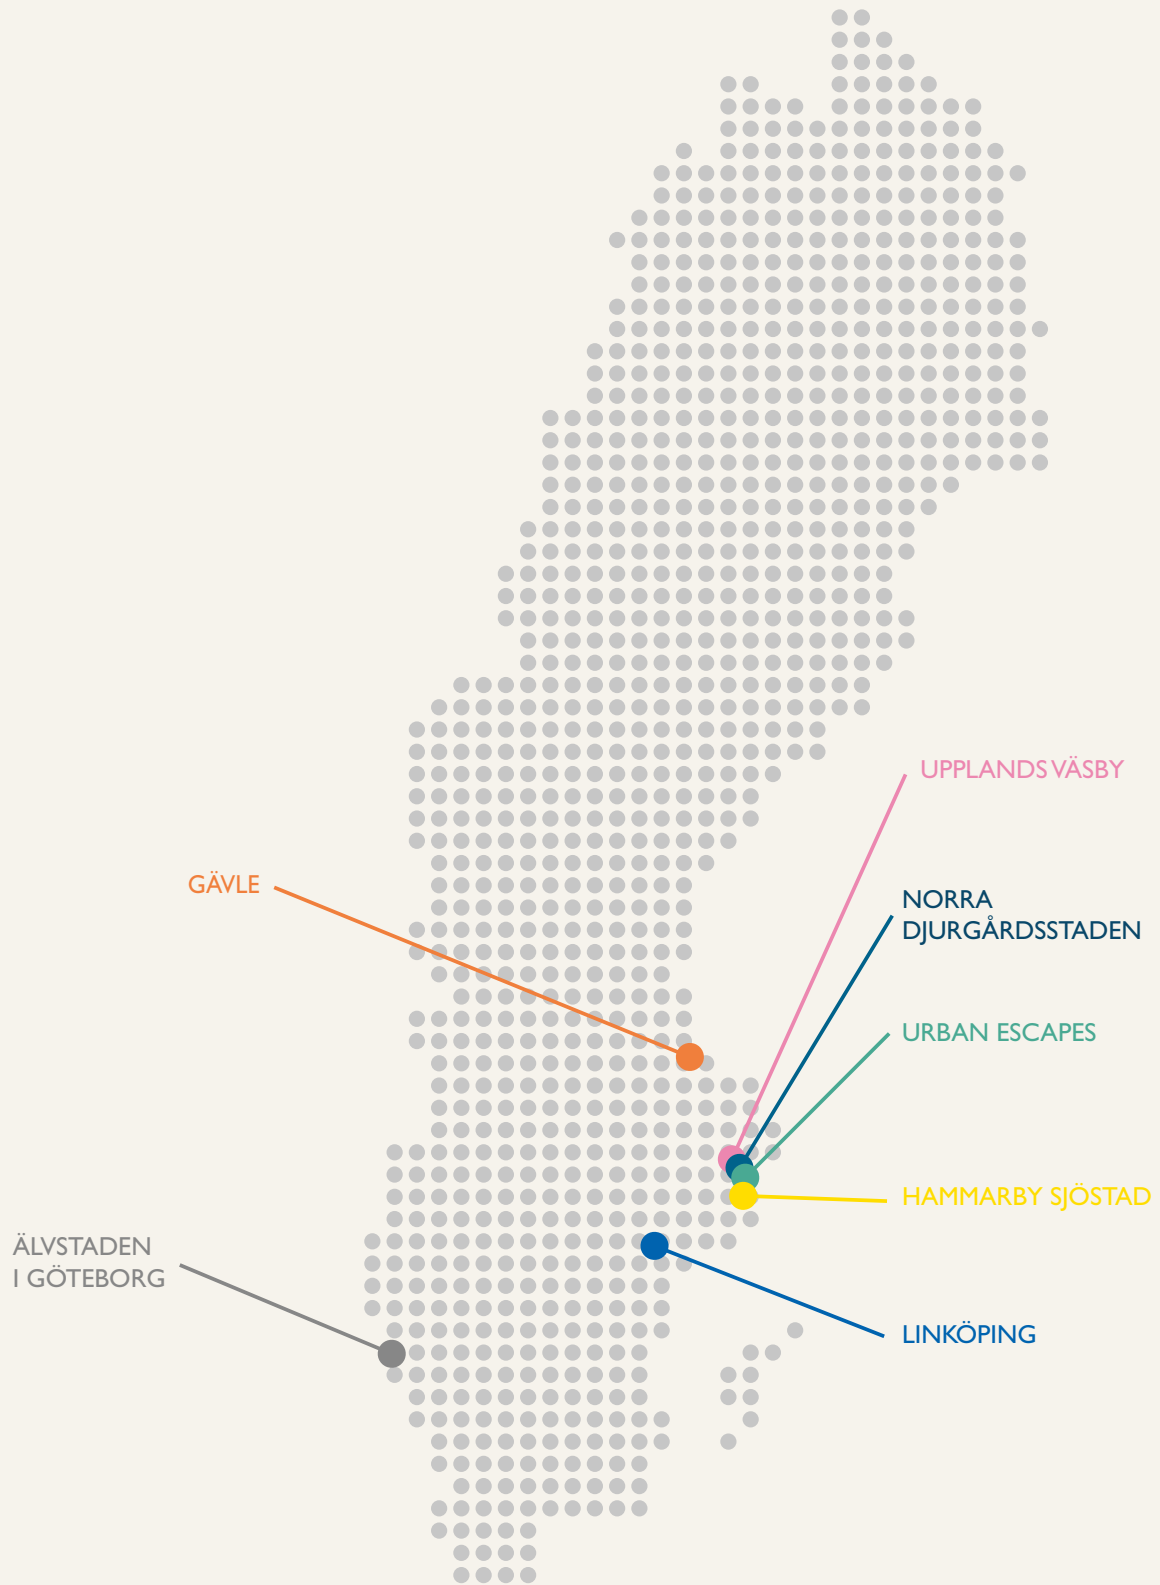 UPPLANDS VÄSBY
GÄVLE
NORRA
DJURGÅRDSSTADEN
URBAN ESCAPES
HAMMARBY SJÖSTAD
ÄLVSTADEN
I GÖTEBORG
LINKÖPING